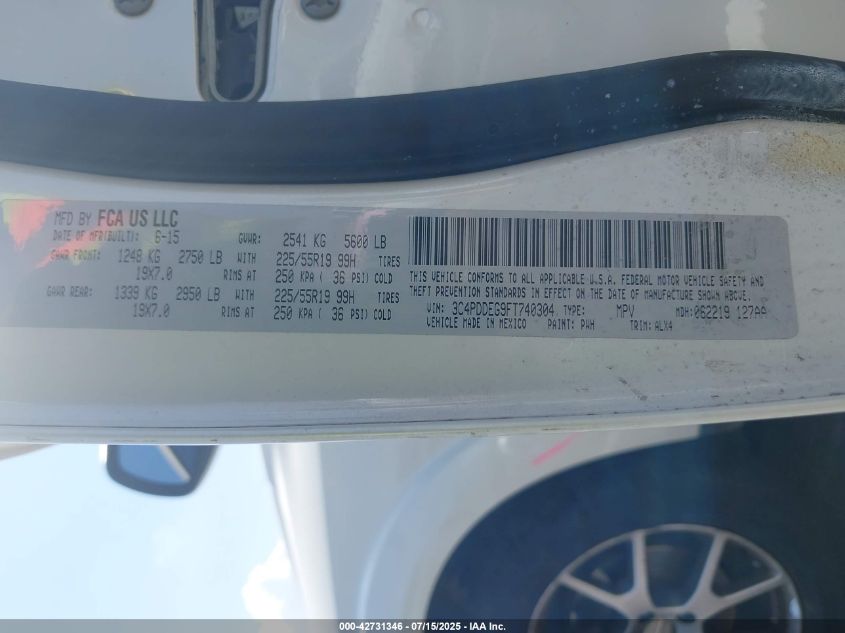 MFD BY FCA US LLC
DATE OF MFR(BUILT): 6-15 GVWR: 2541 KG 5600 LB
GAWR FRONT: 1248 KG 2750 LB WITH 225/55R19 99H TIRES
19X7.0 RIMS AT 250 KPA ( 36 PSI) COLD
GAWR REAR: 1339 KG 2950 LB WITH 225/55R19 99H TIRES
19X7.0 RIMS AT 250 KPA ( 36 PSI) COLD
THIS VEHICLE CONFORMS TO ALL APPLICABLE U.S.A. FEDERAL MOTOR VEHICLE SAFETY AND
THEFT PREVENTION STANDARDS IN EFFECT ON THE DATE OF MANUFACTURE SHOWN ABOVE.
VIN: 3C4PDDEG9FT740304 TYPE: MPV MDH: 062219 127AA
VEHICLE MADE IN MEXICO PAINT: PWH TRIM: ALX4
000-42731346 - 07/15/2025 - IAA Inc.